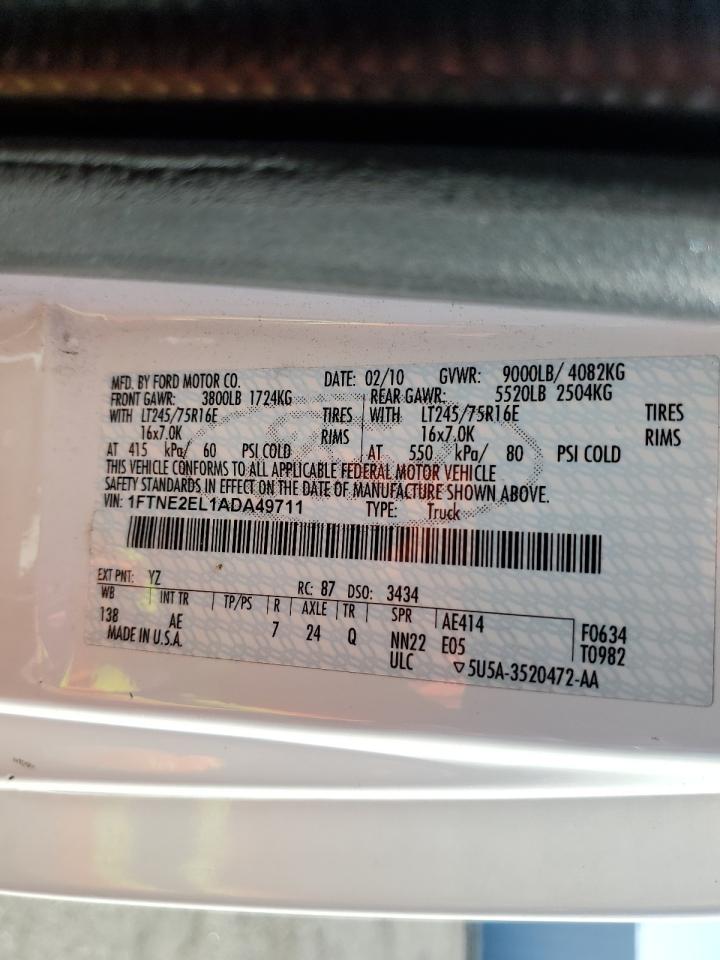 MFD. BY FORD MOTOR CO. DATE: 02/10 GVWR: 9000LB/ 4082KG
FRONT GAWR: 3800LB 1724KG REAR GAWR: 5520LB 2504KG
WITH LT245/75R16E TIRES WITH LT245/75R16E TIRES
16x7.0K RIMS 16x7.0K RIMS
AT 415 kPa/ 60 PSI COLD AT 550 kPa/ 80 PSI COLD
THIS VEHICLE CONFORMS TO ALL APPLICABLE FEDERAL MOTOR VEHICLE
SAFETY STANDARDS IN EFFECT ON THE DATE OF MANUFACTURE SHOWN ABOVE.
VIN: 1FTNE2EL1ADA49711 TYPE: Truck
EXT PNT: YZ RC: 87 DSO: 3434
WB INT TR TP/PS R AXLE TR SPR AE414 F0634
138 AE 7 24 Q NN22 E05 T0982
MADE IN U.S.A. ULC ▽5U5A-3520472-AA